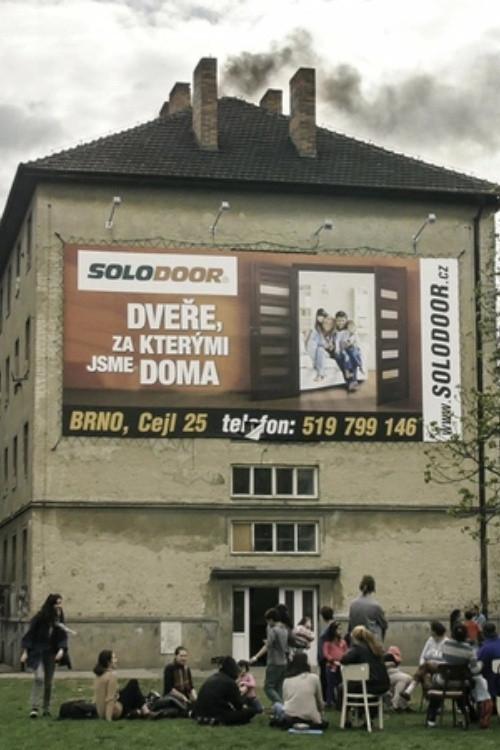 SOLODOOR®
DVEŘE,
ZA KTERÝMI
JSME DOMA
BRNO, Cejl 25 telefon: 519 799 146
www.SOLODOOR.cz